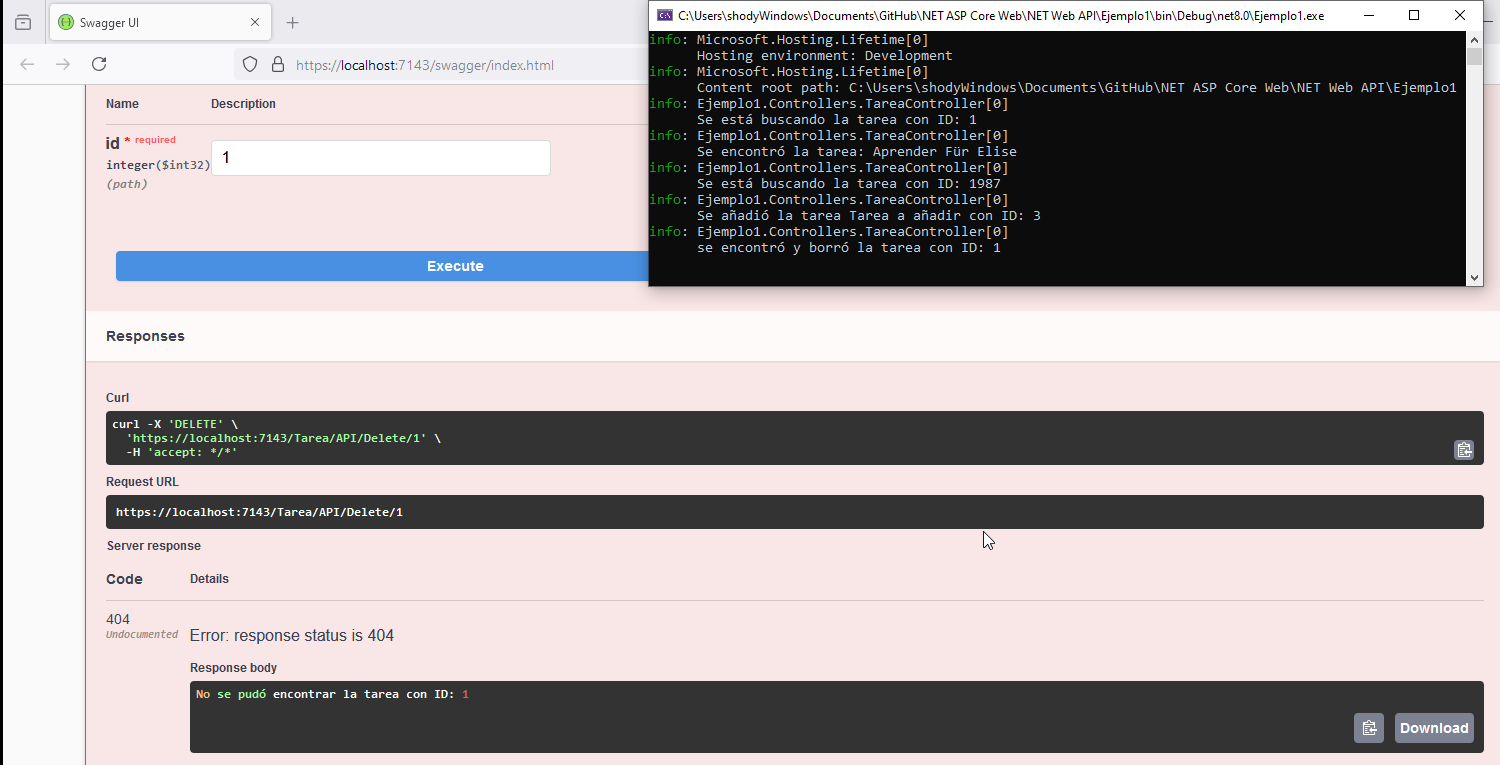 Swagger UI
https://localhost:7143/swagger/index.html
C:\Users\shodyWindows\Documents\GitHub\NET ASP Core Web\NET Web API\Ejemplo1\bin\Debug\net8.0\Ejemplo1.exe
info: Microsoft.Hosting.Lifetime[0]
Hosting environment: Development
info: Microsoft.Hosting.Lifetime[0]
Content root path: C:\Users\shodyWindows\Documents\GitHub\NET ASP Core Web\NET Web API\Ejemplo1
info: Ejemplo1.Controllers.TareaController[0]
Se está buscando la tarea con ID: 1
info: Ejemplo1.Controllers.TareaController[0]
Se encontró la tarea: Aprender Für Elise
info: Ejemplo1.Controllers.TareaController[0]
Se está buscando la tarea con ID: 1987
info: Ejemplo1.Controllers.TareaController[0]
Se añadió la tarea Tarea a añadir con ID: 3
info: Ejemplo1.Controllers.TareaController[0]
se encontró y borró la tarea con ID: 1
Name Description
id * required
integer($int32)
(path)
1
Execute
Responses
Curl
curl -X 'DELETE' \
'https://localhost:7143/Tarea/API/Delete/1' \
-H 'accept: */*'
Request URL
https://localhost:7143/Tarea/API/Delete/1
Server response
Code Details
404
Undocumented
Error: response status is 404
Response body
No se pudó encontrar la tarea con ID: 1
Download